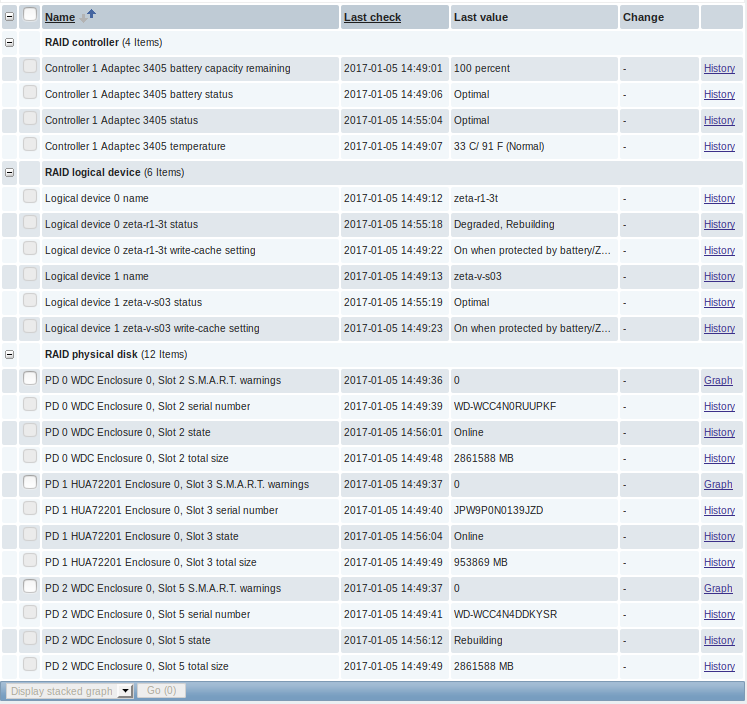 Name Last check Last value Change
RAID controller (4 Items)
Controller 1 Adaptec 3405 battery capacity remaining 2017-01-05 14:49:01 100 percent - History
Controller 1 Adaptec 3405 battery status 2017-01-05 14:49:06 Optimal - History
Controller 1 Adaptec 3405 status 2017-01-05 14:55:04 Optimal - History
Controller 1 Adaptec 3405 temperature 2017-01-05 14:49:07 33 C/ 91 F (Normal) - History
RAID logical device (6 Items)
Logical device 0 name 2017-01-05 14:49:12 zeta-r1-3t - History
Logical device 0 zeta-r1-3t status 2017-01-05 14:55:18 Degraded, Rebuilding - History
Logical device 0 zeta-r1-3t write-cache setting 2017-01-05 14:49:22 On when protected by battery/Z... - History
Logical device 1 name 2017-01-05 14:49:13 zeta-v-s03 - History
Logical device 1 zeta-v-s03 status 2017-01-05 14:55:19 Optimal - History
Logical device 1 zeta-v-s03 write-cache setting 2017-01-05 14:49:23 On when protected by battery/Z... - History
RAID physical disk (12 Items)
PD 0 WDC Enclosure 0, Slot 2 S.M.A.R.T. warnings 2017-01-05 14:49:36 0 - Graph
PD 0 WDC Enclosure 0, Slot 2 serial number 2017-01-05 14:49:39 WD-WCC4N0RUUPKF - History
PD 0 WDC Enclosure 0, Slot 2 state 2017-01-05 14:56:01 Online - History
PD 0 WDC Enclosure 0, Slot 2 total size 2017-01-05 14:49:48 2861588 MB - History
PD 1 HUA72201 Enclosure 0, Slot 3 S.M.A.R.T. warnings 2017-01-05 14:49:37 0 - Graph
PD 1 HUA72201 Enclosure 0, Slot 3 serial number 2017-01-05 14:49:40 JPW9P0N0139JZD - History
PD 1 HUA72201 Enclosure 0, Slot 3 state 2017-01-05 14:56:04 Online - History
PD 1 HUA72201 Enclosure 0, Slot 3 total size 2017-01-05 14:49:49 953869 MB - History
PD 2 WDC Enclosure 0, Slot 5 S.M.A.R.T. warnings 2017-01-05 14:49:37 0 - Graph
PD 2 WDC Enclosure 0, Slot 5 serial number 2017-01-05 14:49:41 WD-WCC4N4DDKYSR - History
PD 2 WDC Enclosure 0, Slot 5 state 2017-01-05 14:56:12 Rebuilding - History
PD 2 WDC Enclosure 0, Slot 5 total size 2017-01-05 14:49:49 2861588 MB - History
Display stacked graph Go (0)